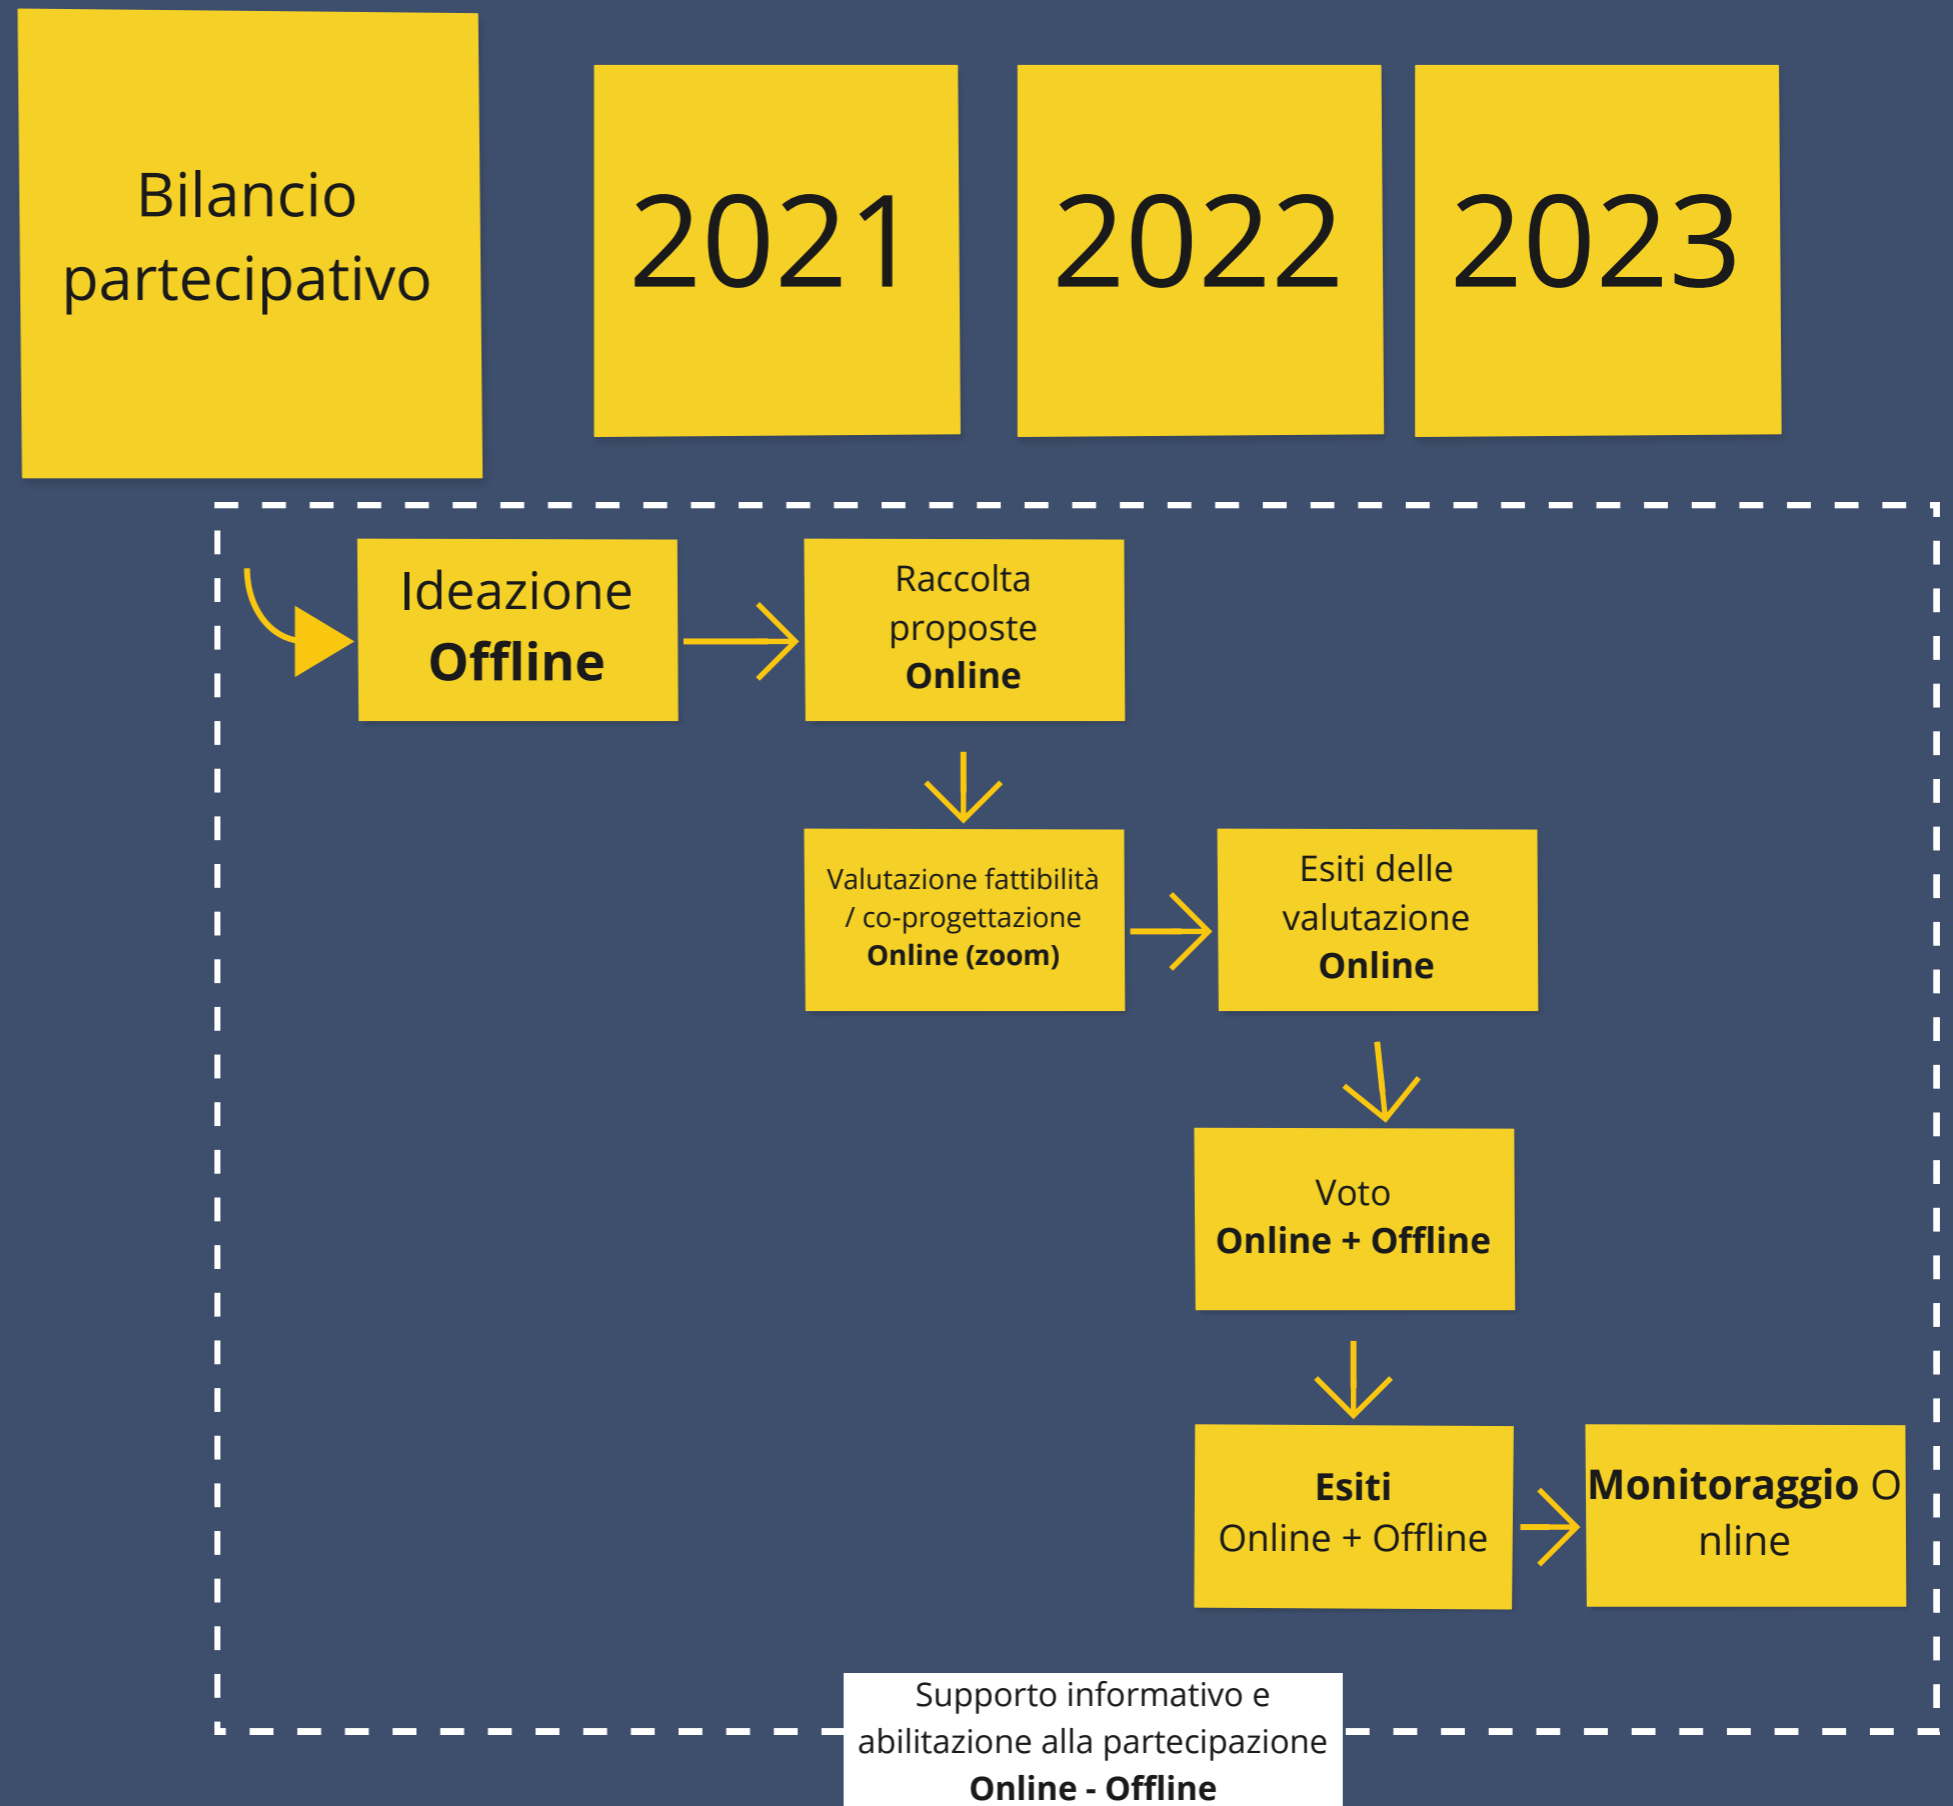 Bilancio
partecipativo
2021
2022
2023
Ideazione
Offline
Raccolta
proposte
Online
Valutazione fattibilità
/ co-progettazione
Online (zoom)
Esiti delle
valutazione
Online
Voto
Online + Offline
Esiti
Online + Offline
Monitoraggio O
nline
Supporto informativo e
abilitazione alla partecipazione
Online - Offline